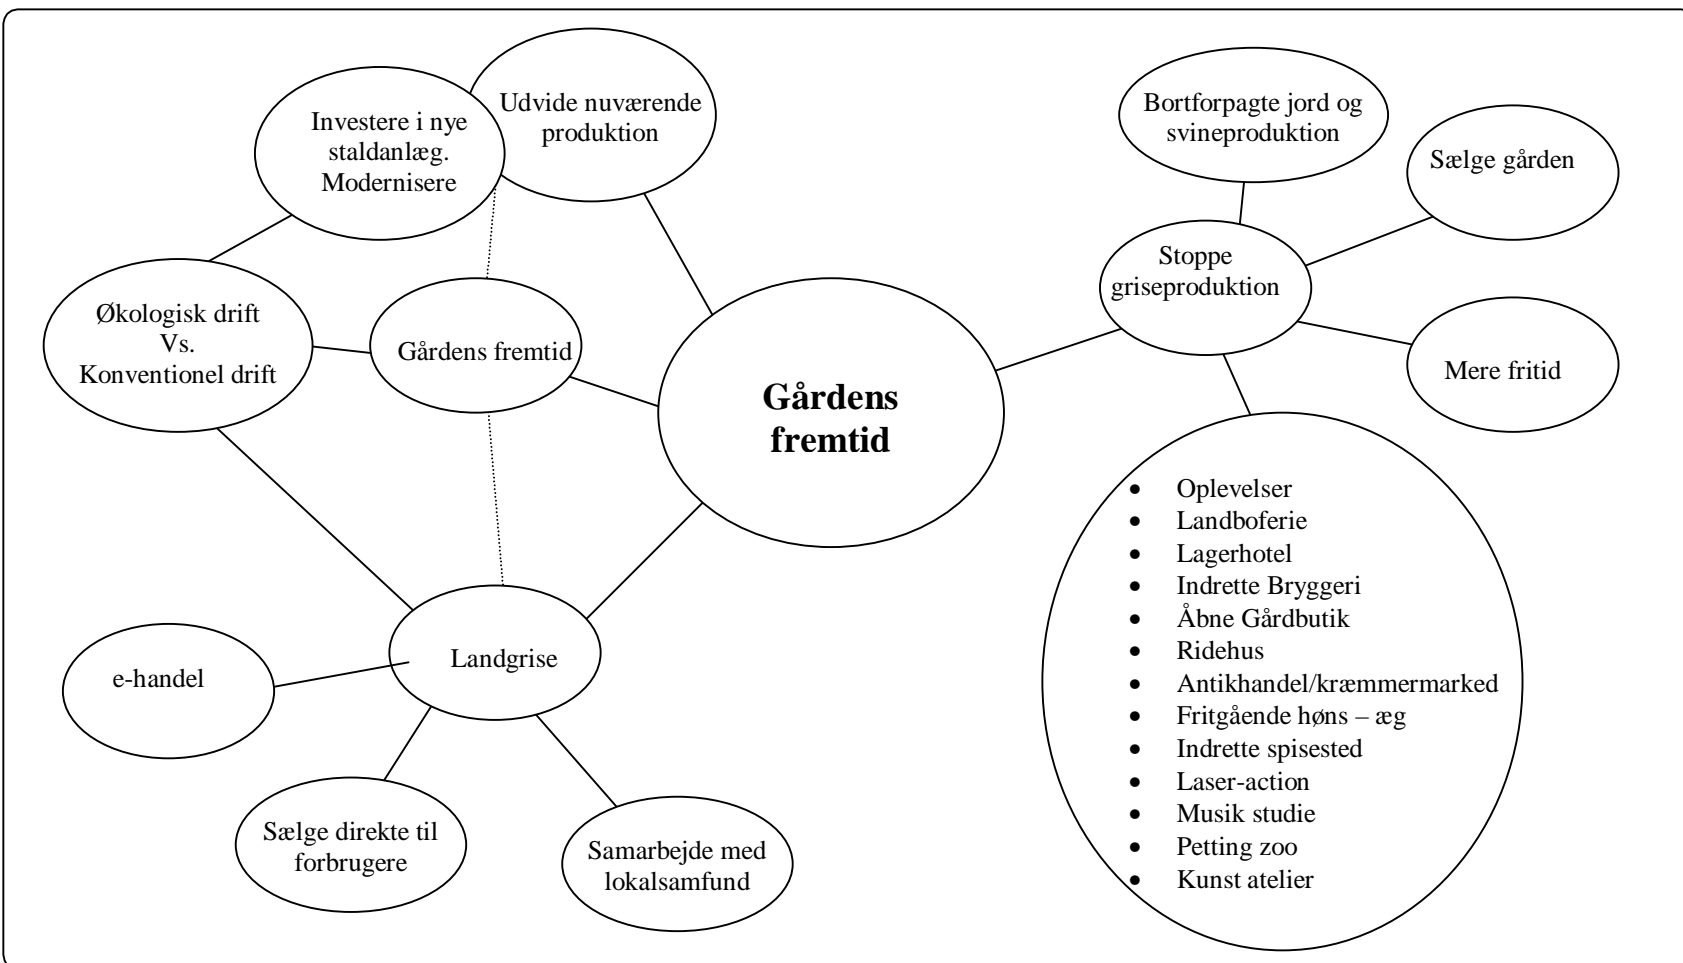 Udvide nuværende
produktion
Investere i nye
staldanlæg.
Modernisere
Økologisk drift
Vs.
Konventionel drift
Gårdens fremtid
Gårdens
fremtid
Landgrise
e-handel
Sælge direkte til
forbrugere
Samarbejde med
lokalsamfund
Bortforpagte jord og
svineproduktion
Sælge gården
Stoppe
griseproduktion
Mere fritid
• Oplevelser
• Landboferie
• Lagerhotel
• Indrette Bryggeri
• Åbne Gårdbutik
• Ridehus
• Antikhandel/kræmmermarked
• Fritgående høns – æg
• Indrette spisested
• Laser-action
• Musik studie
• Petting zoo
• Kunst atelier